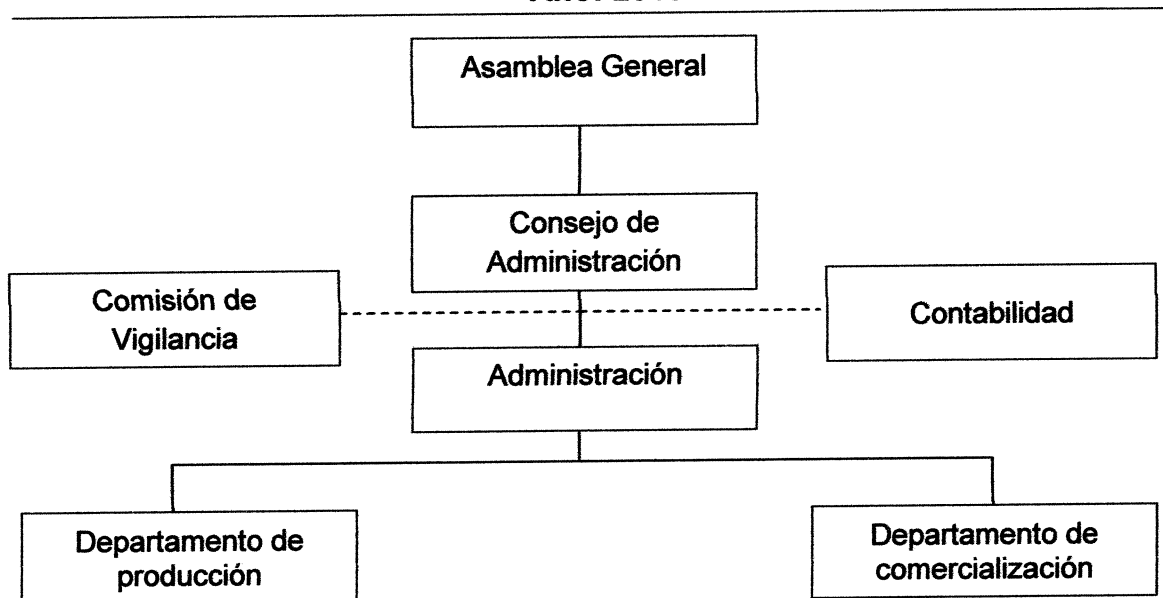 Asamblea General
Consejo de
Administración
Comisión de
Vigilancia
Contabilidad
Administración
Departamento de
producción
Departamento de
comercialización